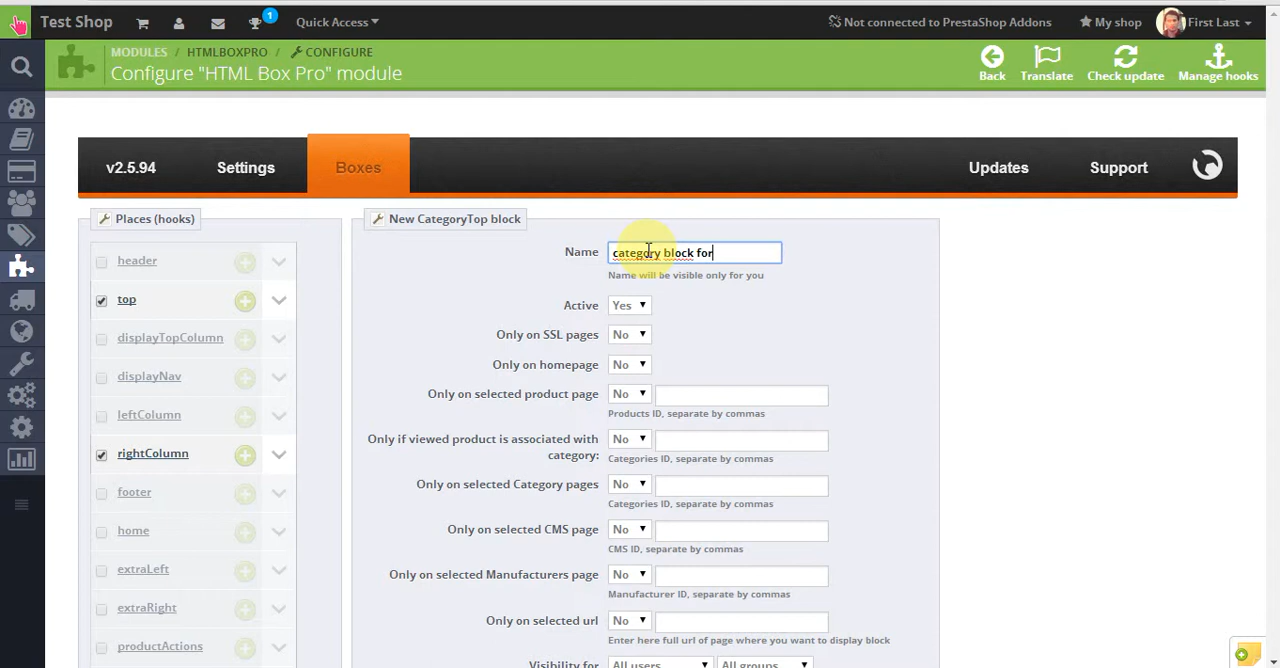 Test Shop 1 Quick Access Not connected to PrestaShop Addons My shop First Last
MODULES / HTMLBOXPRO / CONFIGURE
Configure "HTML Box Pro" module
Back Translate Check update Manage hooks
v2.5.94 Settings Boxes Updates Support
Places (hooks)
header
top
displayTopColumn
displayNav
leftColumn
rightColumn
footer
home
extraLeft
extraRight
productActions
New CategoryTop block
Name category block for
Name will be visible only for you
Active Yes
Only on SSL pages No
Only on homepage No
Only on selected product page No
Products ID, separate by commas
Only if viewed product is associated with
category: No
Categories ID, separate by commas
Only on selected Category pages No
Categories ID, separate by commas
Only on selected CMS page No
CMS ID, separate by commas
Only on selected Manufacturers page No
Manufacturer ID, separate by commas
Only on selected url No
Enter here full url of page where you want to display block
Visibility for All users All groups